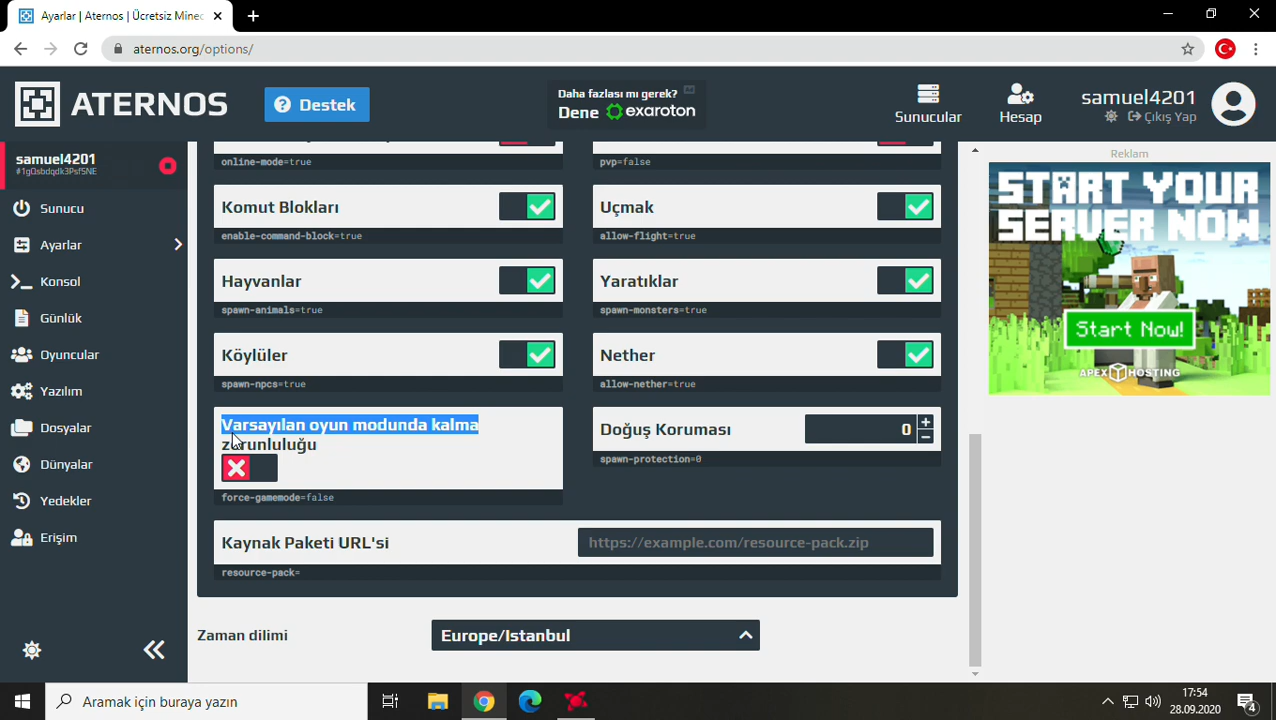 Ayarlar | Aternos | Ücretsiz Minec
aternos.org/options/
ATERNOS
Destek
Daha fazlası mı gerek?
Ad
Dene exaroton
Sunucular
Hesap
samuel4201
Çıkış Yap
samuel4201
Sunucu
Ayarlar
Konsol
Günlük
Oyuncular
Yazılım
Dosyalar
Dünyalar
Yedekler
Erişim
online-mode=true
pvp=false
Komut Blokları
enable-command-block=true
Uçmak
allow-flight=true
Hayvanlar
spawn-animals=true
Yaratıklar
spawn-monsters=true
Köylüler
spawn-npcs=true
Nether
allow-nether=true
Varsayılan oyun modunda kalma
zorunluluğu
force-gamemode=false
Doğuş Koruması
0
spawn-protection=0
Kaynak Paketi URL'si
https://example.com/resource-pack.zip
resource-pack=
Zaman dilimi
Europe/Istanbul
Reklam
START YOUR
SERVER NOW
Start Now!
APEX HOSTING
Aramak için buraya yazın
17:54
28.09.2020
4